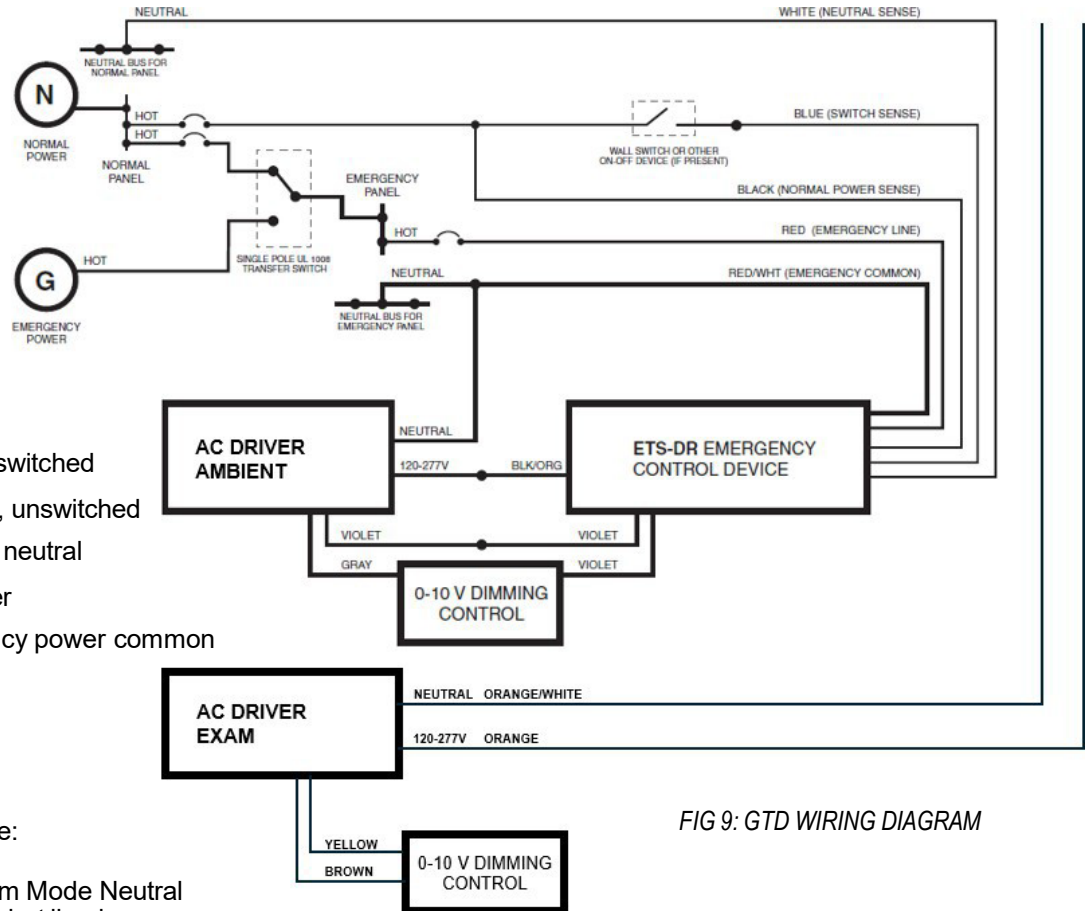 NEUTRAL
WHITE (NEUTRAL SENSE)
NEUTRAL BUS FOR
NORMAL PANEL
N
NORMAL
POWER
HOT
HOT
NORMAL
PANEL
WALL SWITCH OR OTHER
ON-OFF DEVICE (IF PRESENT)
BLUE (SWITCH SENSE)
BLACK (NORMAL POWER SENSE)
EMERGENCY
PANEL
HOT
RED (EMERGENCY LINE)
SINGLE POLE UL 1008
TRANSFER SWITCH
G
HOT
EMERGENCY
POWER
NEUTRAL
RED/WHT (EMERGENCY COMMON)
NEUTRAL BUS FOR
EMERGENCY PANEL
switched
, unswitched
neutral
er
cy power common
AC DRIVER
AMBIENT
NEUTRAL
120-277V
BLK/ORG
ETS-DR EMERGENCY
CONTROL DEVICE
VIOLET
VIOLET
GRAY
VIOLET
0-10 V DIMMING
CONTROL
AC DRIVER
EXAM
NEUTRAL ORANGE/WHITE
120-277V ORANGE
YELLOW
BROWN
0-10 V DIMMING
CONTROL
FIG 9: GTD WIRING DIAGRAM
e:
m Mode Neutral